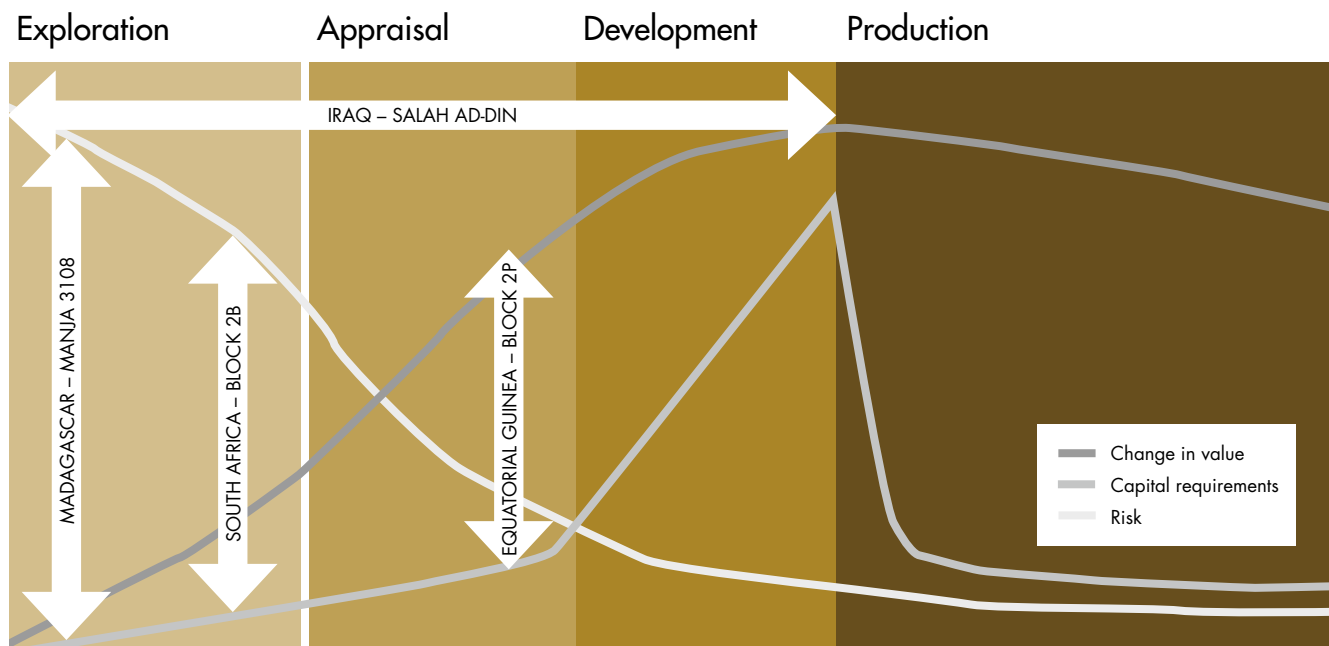 Exploration
Appraisal
Development
Production
IRAQ – SALAH AD-DIN
MADAGASCAR – MANJA 3108
SOUTH AFRICA – BLOCK 2B
EQUATORIAL GUINEA – BLOCK 2P
Change in value
Capital requirements
Risk